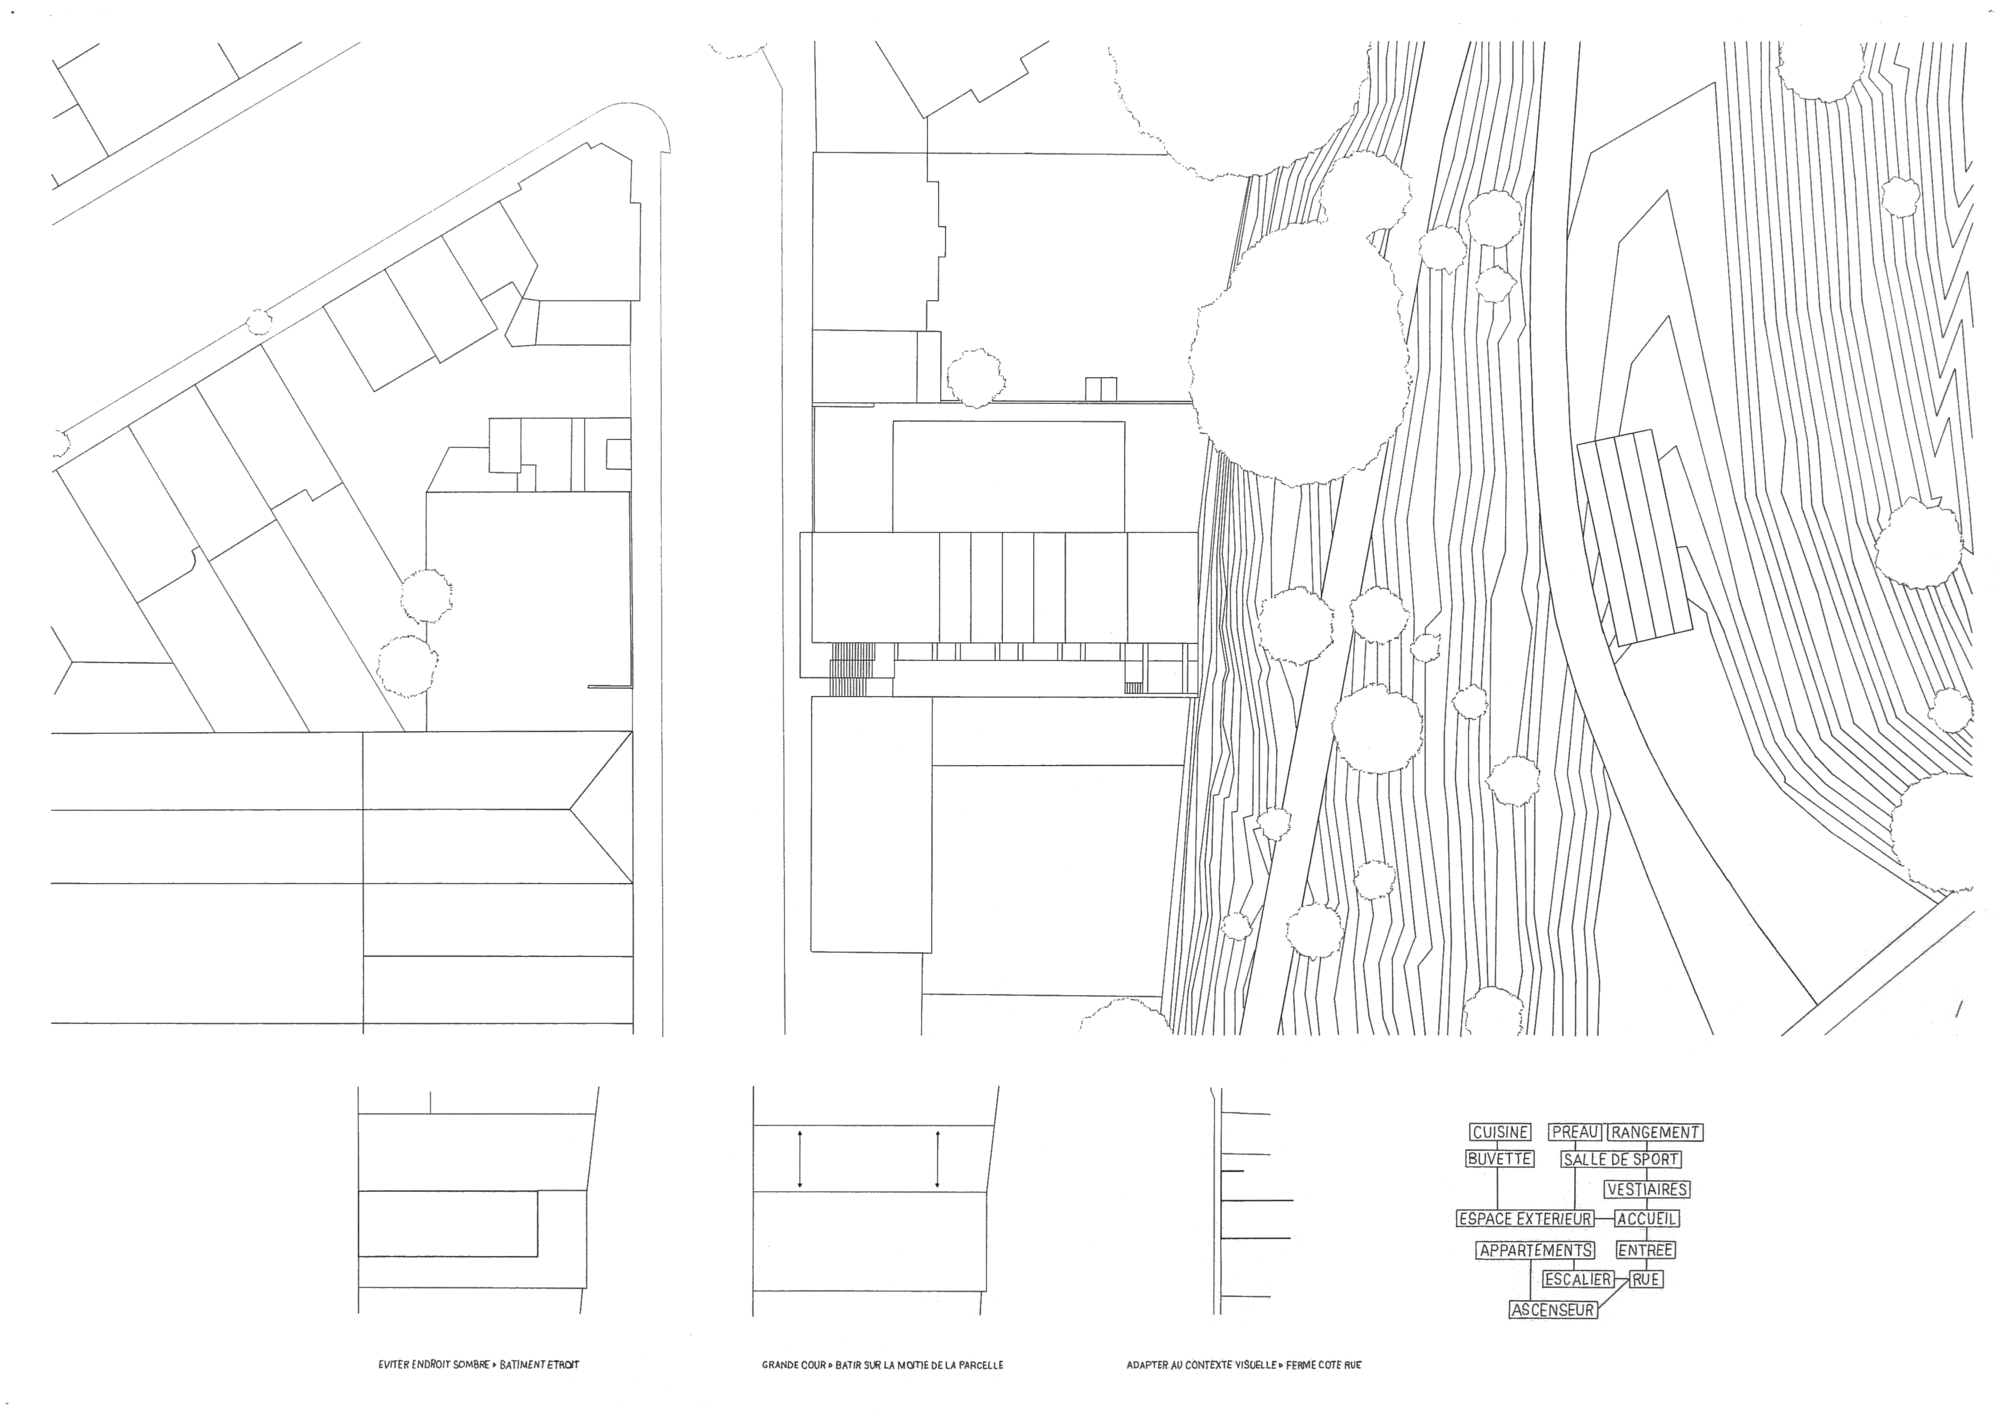 CUISINE PREAU RANGEMENT
BUVETTE SALLE DE SPORT
VESTIAIRES
ESPACE EXTERIEUR ACCUEIL
APPARTEMENTS ENTREE
ESCALIER RUE
ASCENSEUR
EVITER ENDROIT SOMBRE BATIMENT ETROIT
GRANDE COUR BATIR SUR LA MOITIE DE LA PARCELLE
ADAPTER AU CONTEXTE VISUELLE FERME COTE RUE